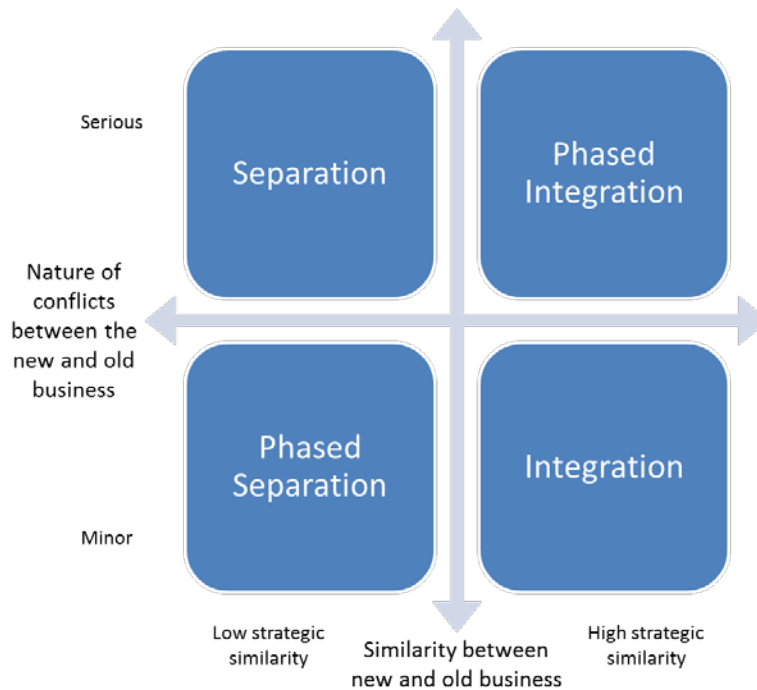 Serious
Separation
Phased
Integration
Nature of
conflicts
between the
new and old
business
Phased
Separation
Integration
Minor
Low strategic
similarity
Similarity between
new and old business
High strategic
similarity